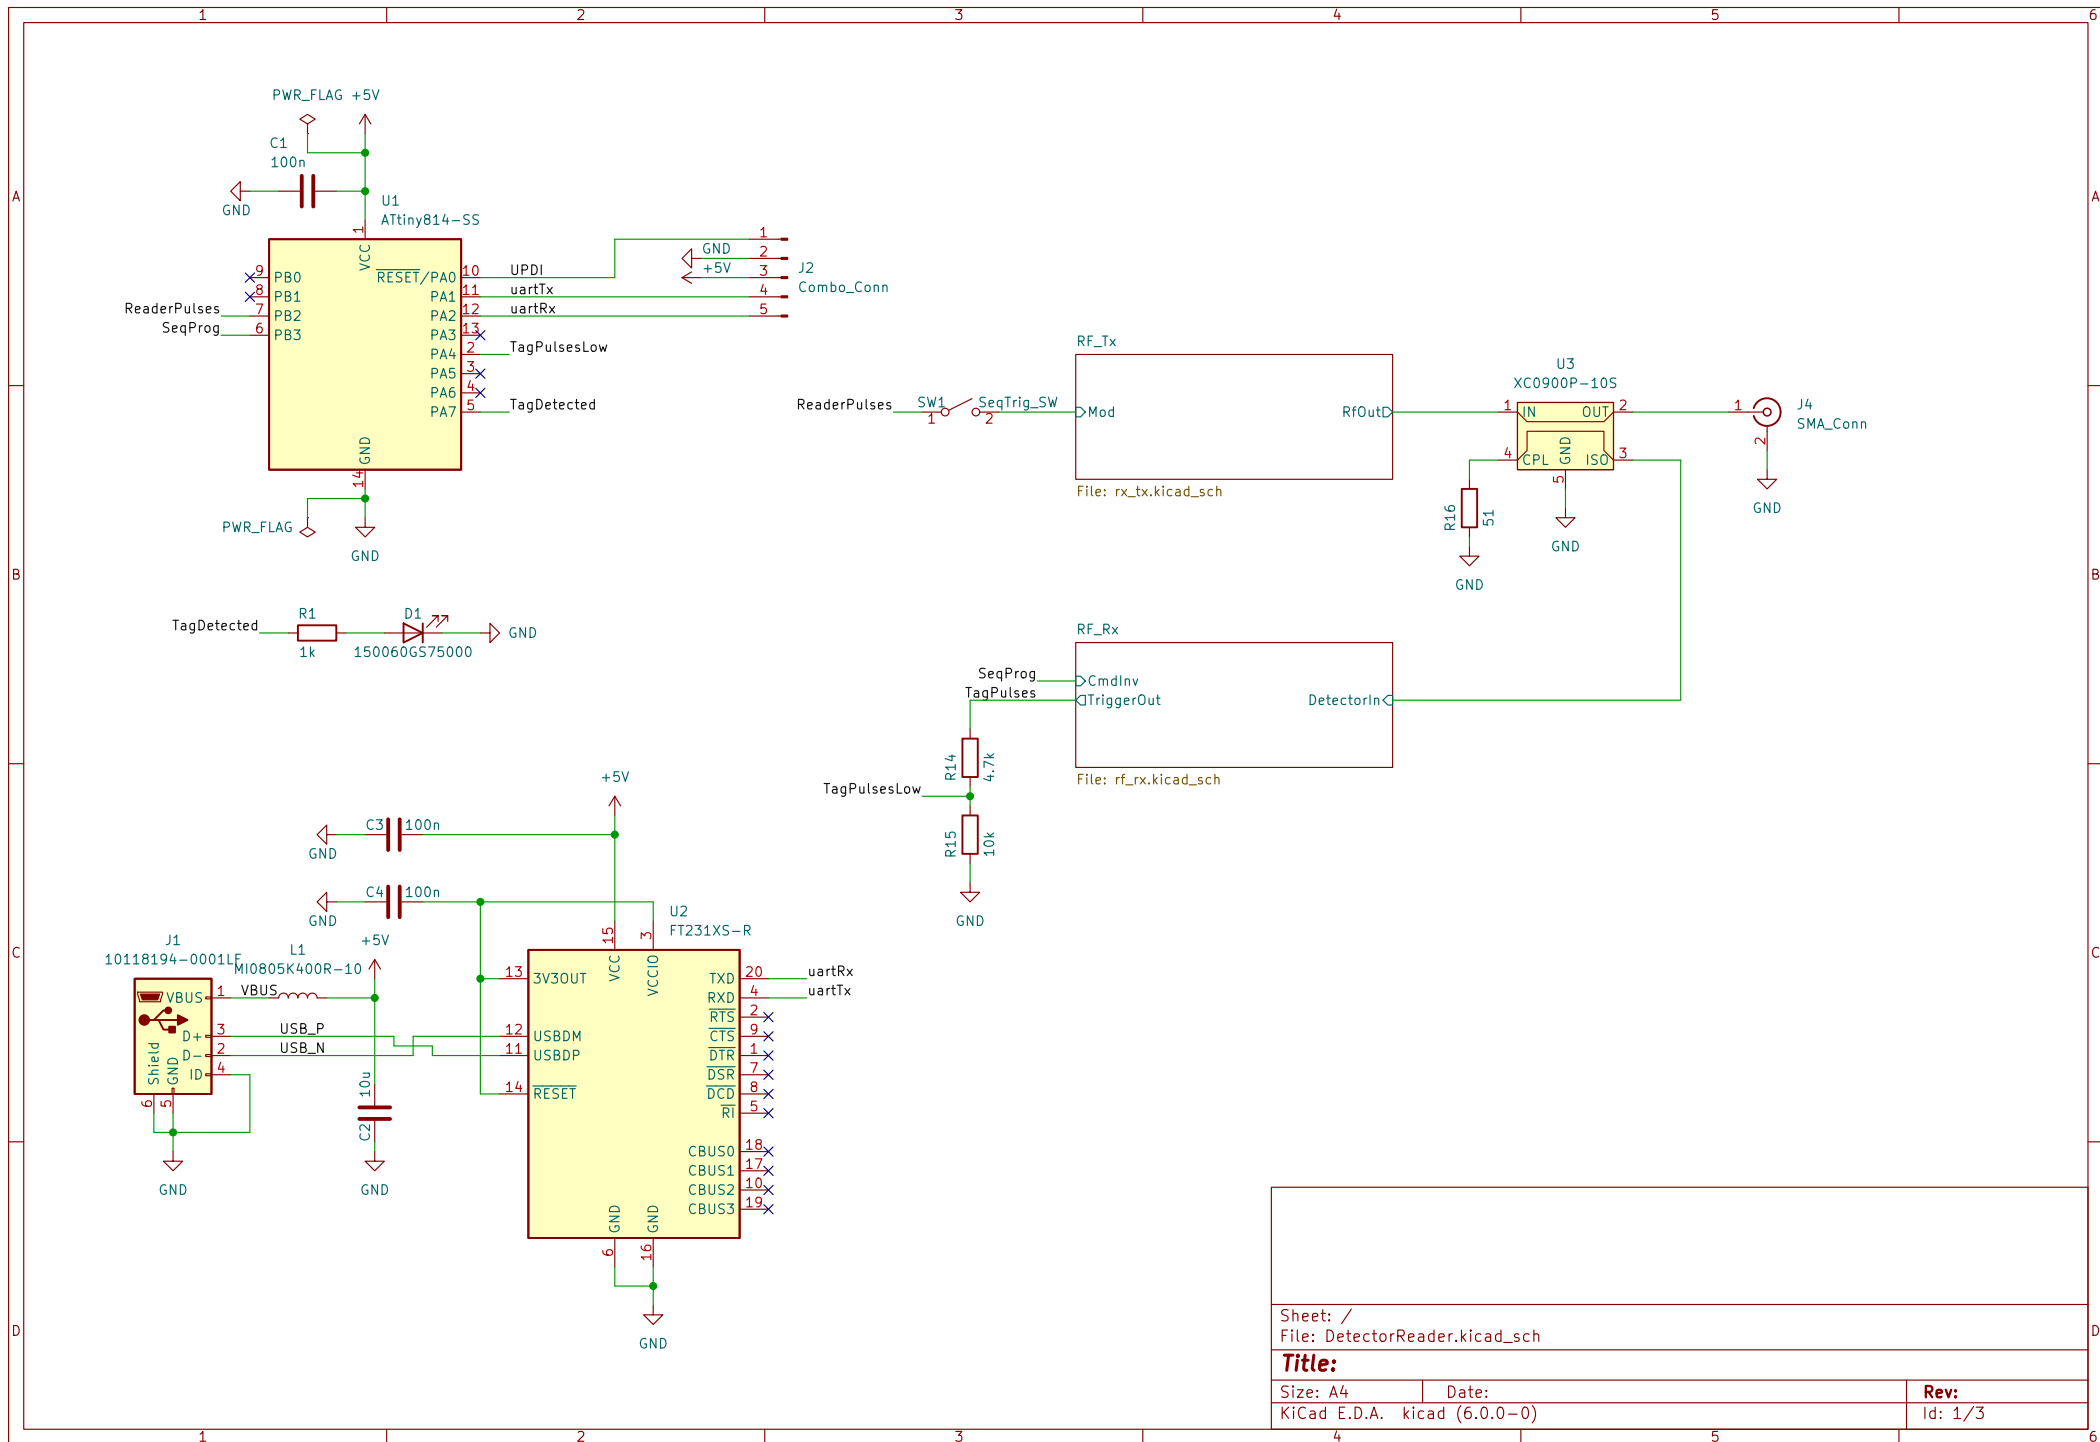 1 2 3 4 5 6
A A
B B
C C
D D
PWR_FLAG +5V
C1
100n
GND
U1
ATtiny814-SS
1
VCC
9 PB0
8 PB1
ReaderPulses 7 PB2
SeqProg 6 PB3
RESET/PA0 10 UPDI
PA1 11 uartTx
PA2 12 uartRx
PA3 13
PA4 2 TagPulsesLow
PA5 3
PA6 4
PA7 5 TagDetected
GND
14
PWR_FLAG
GND
1
GND 2
+5V 3
4
5
J2
Combo_Conn
TagDetected
R1
1k
D1
150060GS75000
GND
ReaderPulses
SW1
1
SeqTrig_SW
2
RF_Tx
Mod
RfOut
File: rx_tx.kicad_sch
U3
XC0900P-10S
1 IN
OUT 2
4 CPL
GND
ISO 3
5
GND
R16
51
GND
1
J4
SMA_Conn
2
GND
RF_Rx
SeqProg
CmdInv
TagPulses
TriggerOut
DetectorIn
File: rf_rx.kicad_sch
R14
4.7k
TagPulsesLow
R15
10k
GND
+5V
C3 100n
GND
C4 100n
GND
J1
10118194-0001LF
L1
MI0805K400R-10
+5V
VBUS 1 VBUS
D+ 3 USB_P
D- 2 USB_N
ID 4
Shield
GND
6
5
GND
10u
C2
GND
U2
FT231XS-R
15
3
VCC
VCCIO
13 3V3OUT
12 USBDM
11 USBDP
14 RESET
TXD 20 uartRx
RXD 4 uartTx
RTS 2
CTS 9
DTR 1
DSR 7
DCD 8
RI 5
CBUS0 18
CBUS1 17
CBUS2 10
CBUS3 19
GND
GND
6
16
GND
Sheet: /
File: DetectorReader.kicad_sch
Title:
Size: A4 Date: Rev:
KiCad E.D.A. kicad (6.0.0-0) Id: 1/3
1 2 3 4 5 6